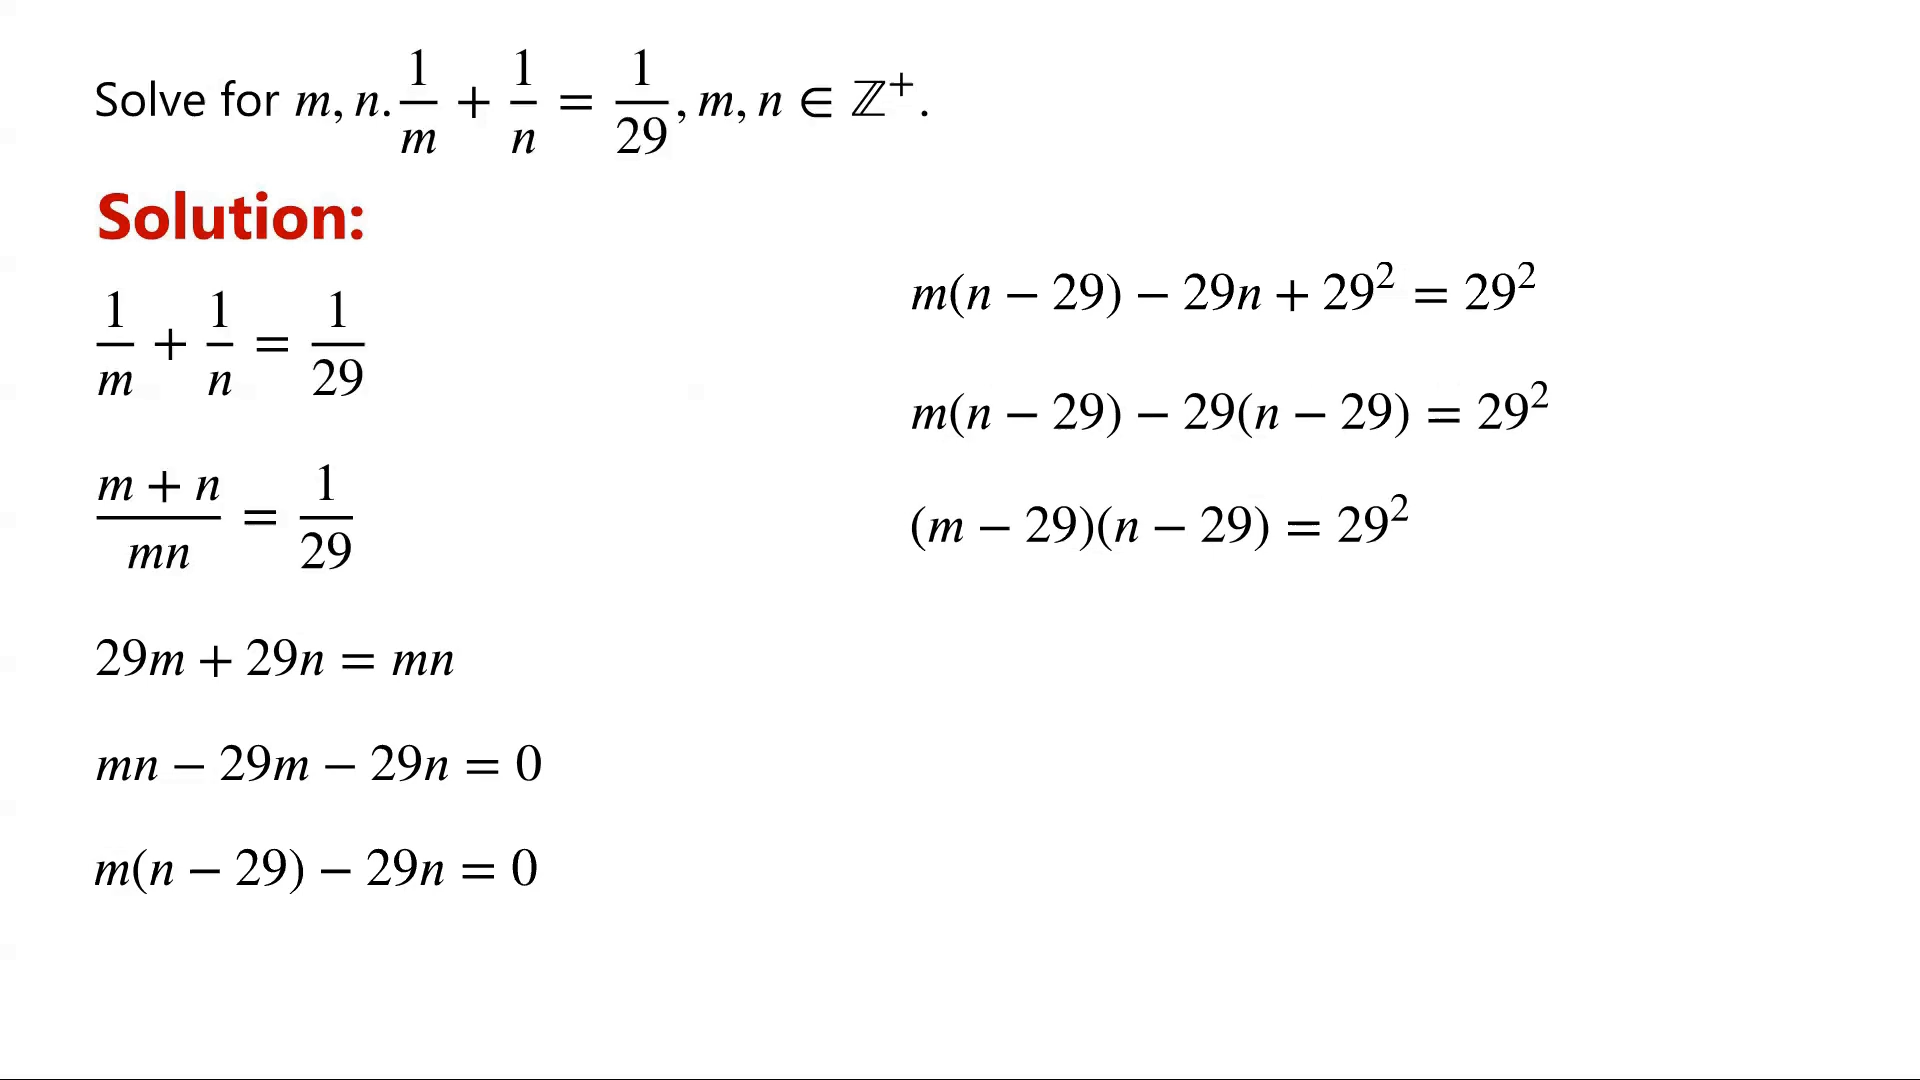 Solve for m, n. 1/m + 1/n = 1/29, m, n ∈ ℤ⁺.
Solution:
1/m + 1/n = 1/29
(m + n)/mn = 1/29
29m + 29n = mn
mn − 29m − 29n = 0
m(n − 29) − 29n = 0
m(n − 29) − 29n + 29² = 29²
m(n − 29) − 29(n − 29) = 29²
(m − 29)(n − 29) = 29²